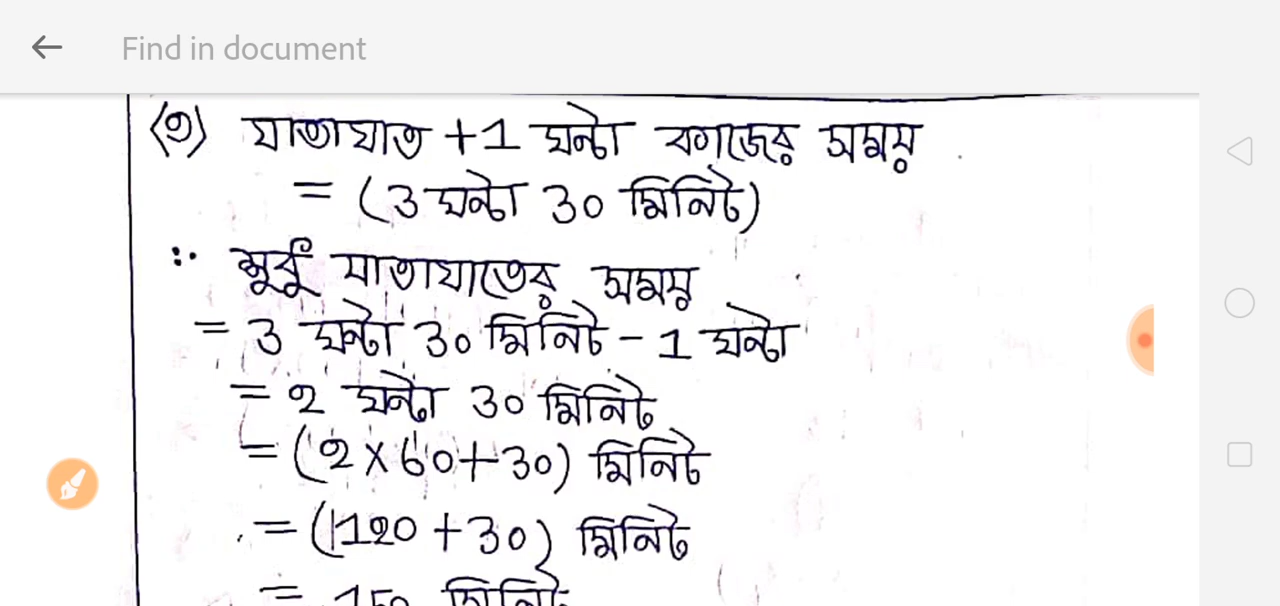 Find in document
(৩) যাতায়াত + 1 ঘন্টা কাজের সময়
= (3 ঘন্টা 30 মিনিট)
∴ শুধু যাতায়াতের সময়
= 3 ঘন্টা 30 মিনিট - 1 ঘন্টা
= 2 ঘন্টা 30 মিনিট
= (2 × 60 + 30) মিনিট
= (120 + 30) মিনিট
= 150 মিনিট